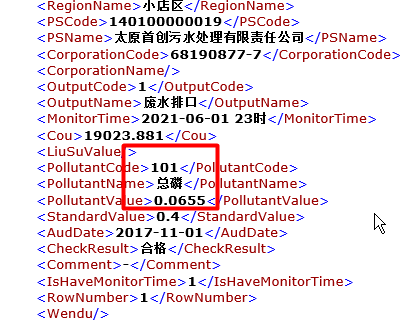 <RegionName>小店区</RegionName>
<PSCode>140100000019</PSCode>
<PSName>太原首创污水处理有限责任公司</PSName>
<CorporationCode>68190877-7</CorporationCode>
<CorporationName/>
<OutputCode>1</OutputCode>
<OutputName>废水排口</OutputName>
<MonitorTime>2021-06-01 23时</MonitorTime>
<Cou>19023.881</Cou>
<LiuSuValue/>
<PollutantCode>101</PollutantCode>
<PollutantName>总磷</PollutantName>
<PollutantValue>0.0655</PollutantValue>
<StandardValue>0.4</StandardValue>
<AudDate>2017-11-01</AudDate>
<CheckResult>合格</CheckResult>
<Comment>-</Comment>
<IsHaveMonitorTime>1</IsHaveMonitorTime>
<RowNumber>1</RowNumber>
<Wendu/>